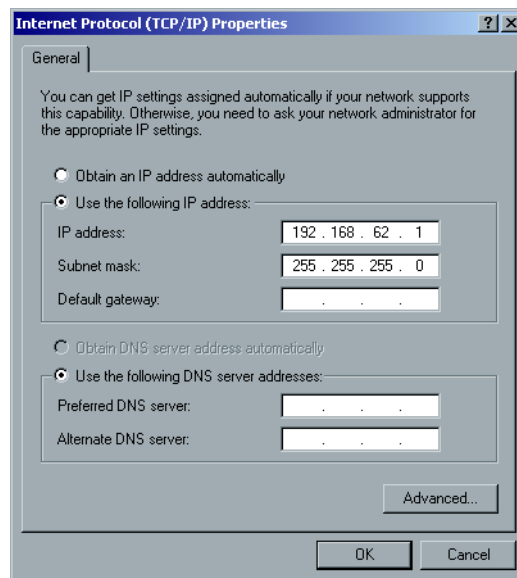 Internet Protocol (TCP/IP) Properties
General
You can get IP settings assigned automatically if your network supports
this capability. Otherwise, you need to ask your network administrator for
the appropriate IP settings.
Obtain an IP address automatically
Use the following IP address:
IP address: 192 . 168 . 62 . 1
Subnet mask: 255 . 255 . 255 . 0
Default gateway: . . .
Obtain DNS server address automatically
Use the following DNS server addresses:
Preferred DNS server: . . .
Alternate DNS server: . . .
Advanced...
OK Cancel